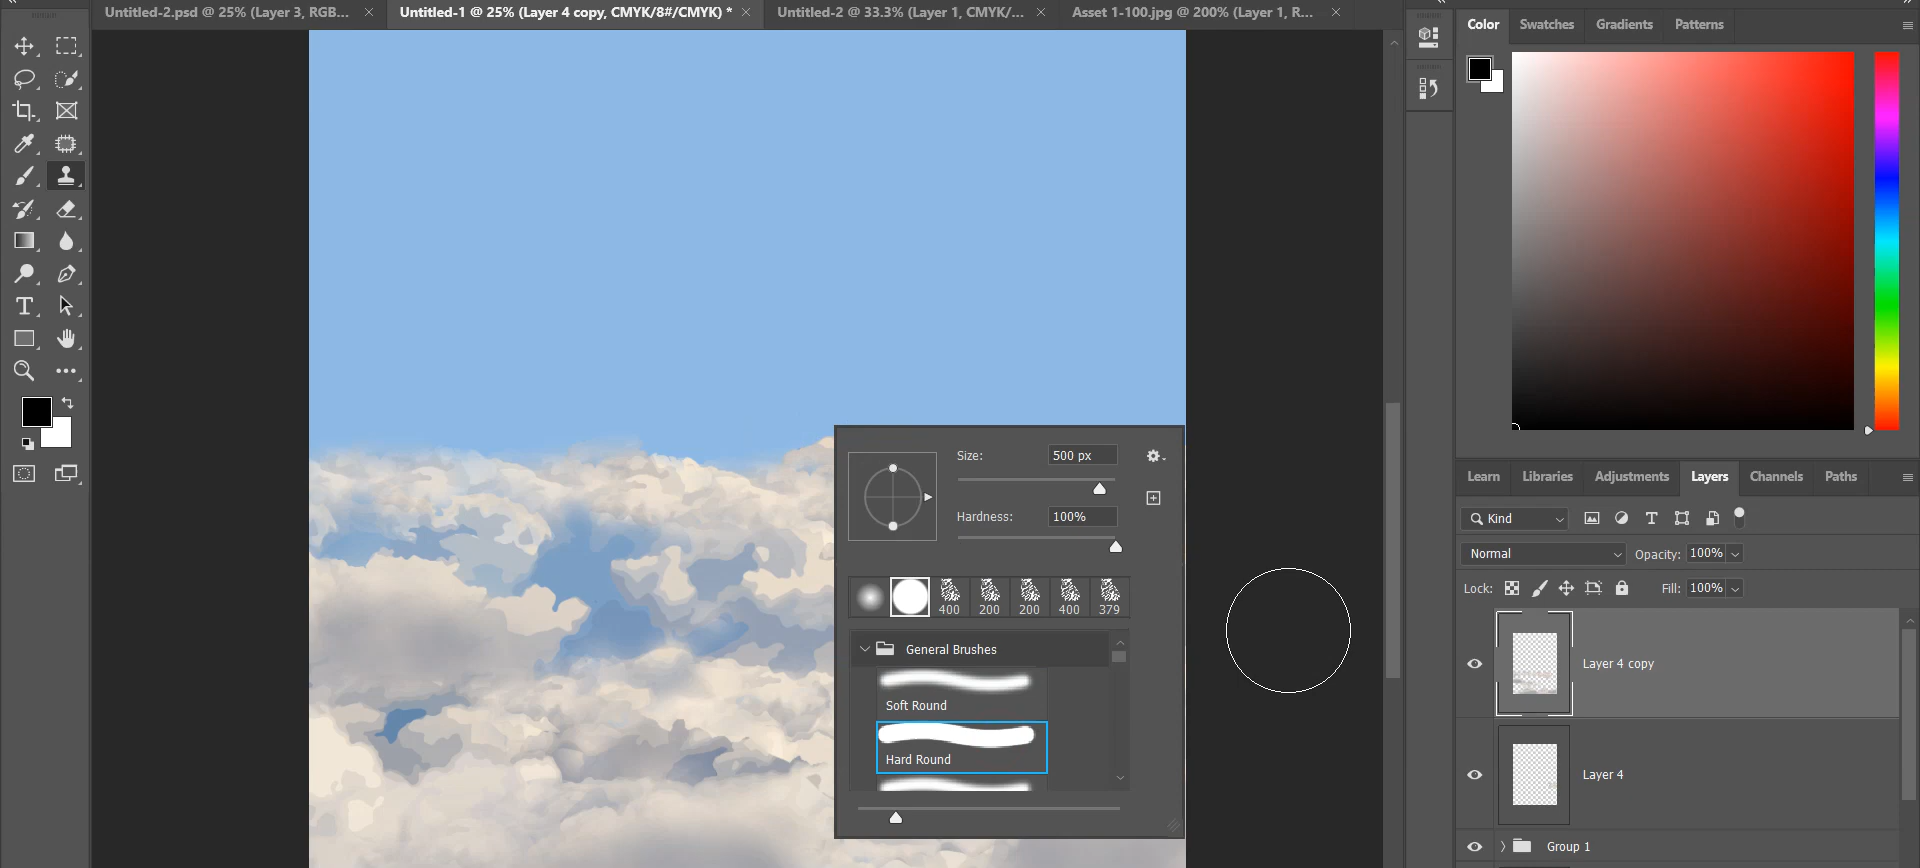 Untitled-2.psd @ 25% (Layer 3, RGB...
Untitled-1 @ 25% (Layer 4 copy, CMYK/8#/CMYK) *
Untitled-2 @ 33.3% (Layer 1, CMYK/...
Asset 1-100.jpg @ 200% (Layer 1, R...
Color
Swatches
Gradients
Patterns
Size:
500 px
Hardness:
100%
400
200
200
400
379
General Brushes
Soft Round
Hard Round
Learn
Libraries
Adjustments
Layers
Channels
Paths
Kind
Normal
Opacity: 100%
Lock:
Fill: 100%
Layer 4 copy
Layer 4
Group 1